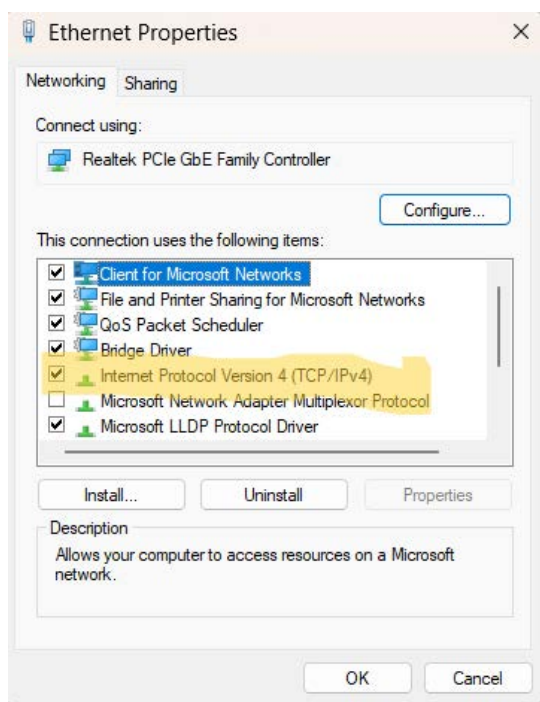 Ethernet Properties
Networking Sharing
Connect using:
Realtek PCIe GbE Family Controller
Configure...
This connection uses the following items:
Client for Microsoft Networks
File and Printer Sharing for Microsoft Networks
QoS Packet Scheduler
Bridge Driver
Internet Protocol Version 4 (TCP/IPv4)
Microsoft Network Adapter Multiplexor Protocol
Microsoft LLDP Protocol Driver
Install... Uninstall Properties
Description
Allows your computer to access resources on a Microsoft
network.
OK Cancel